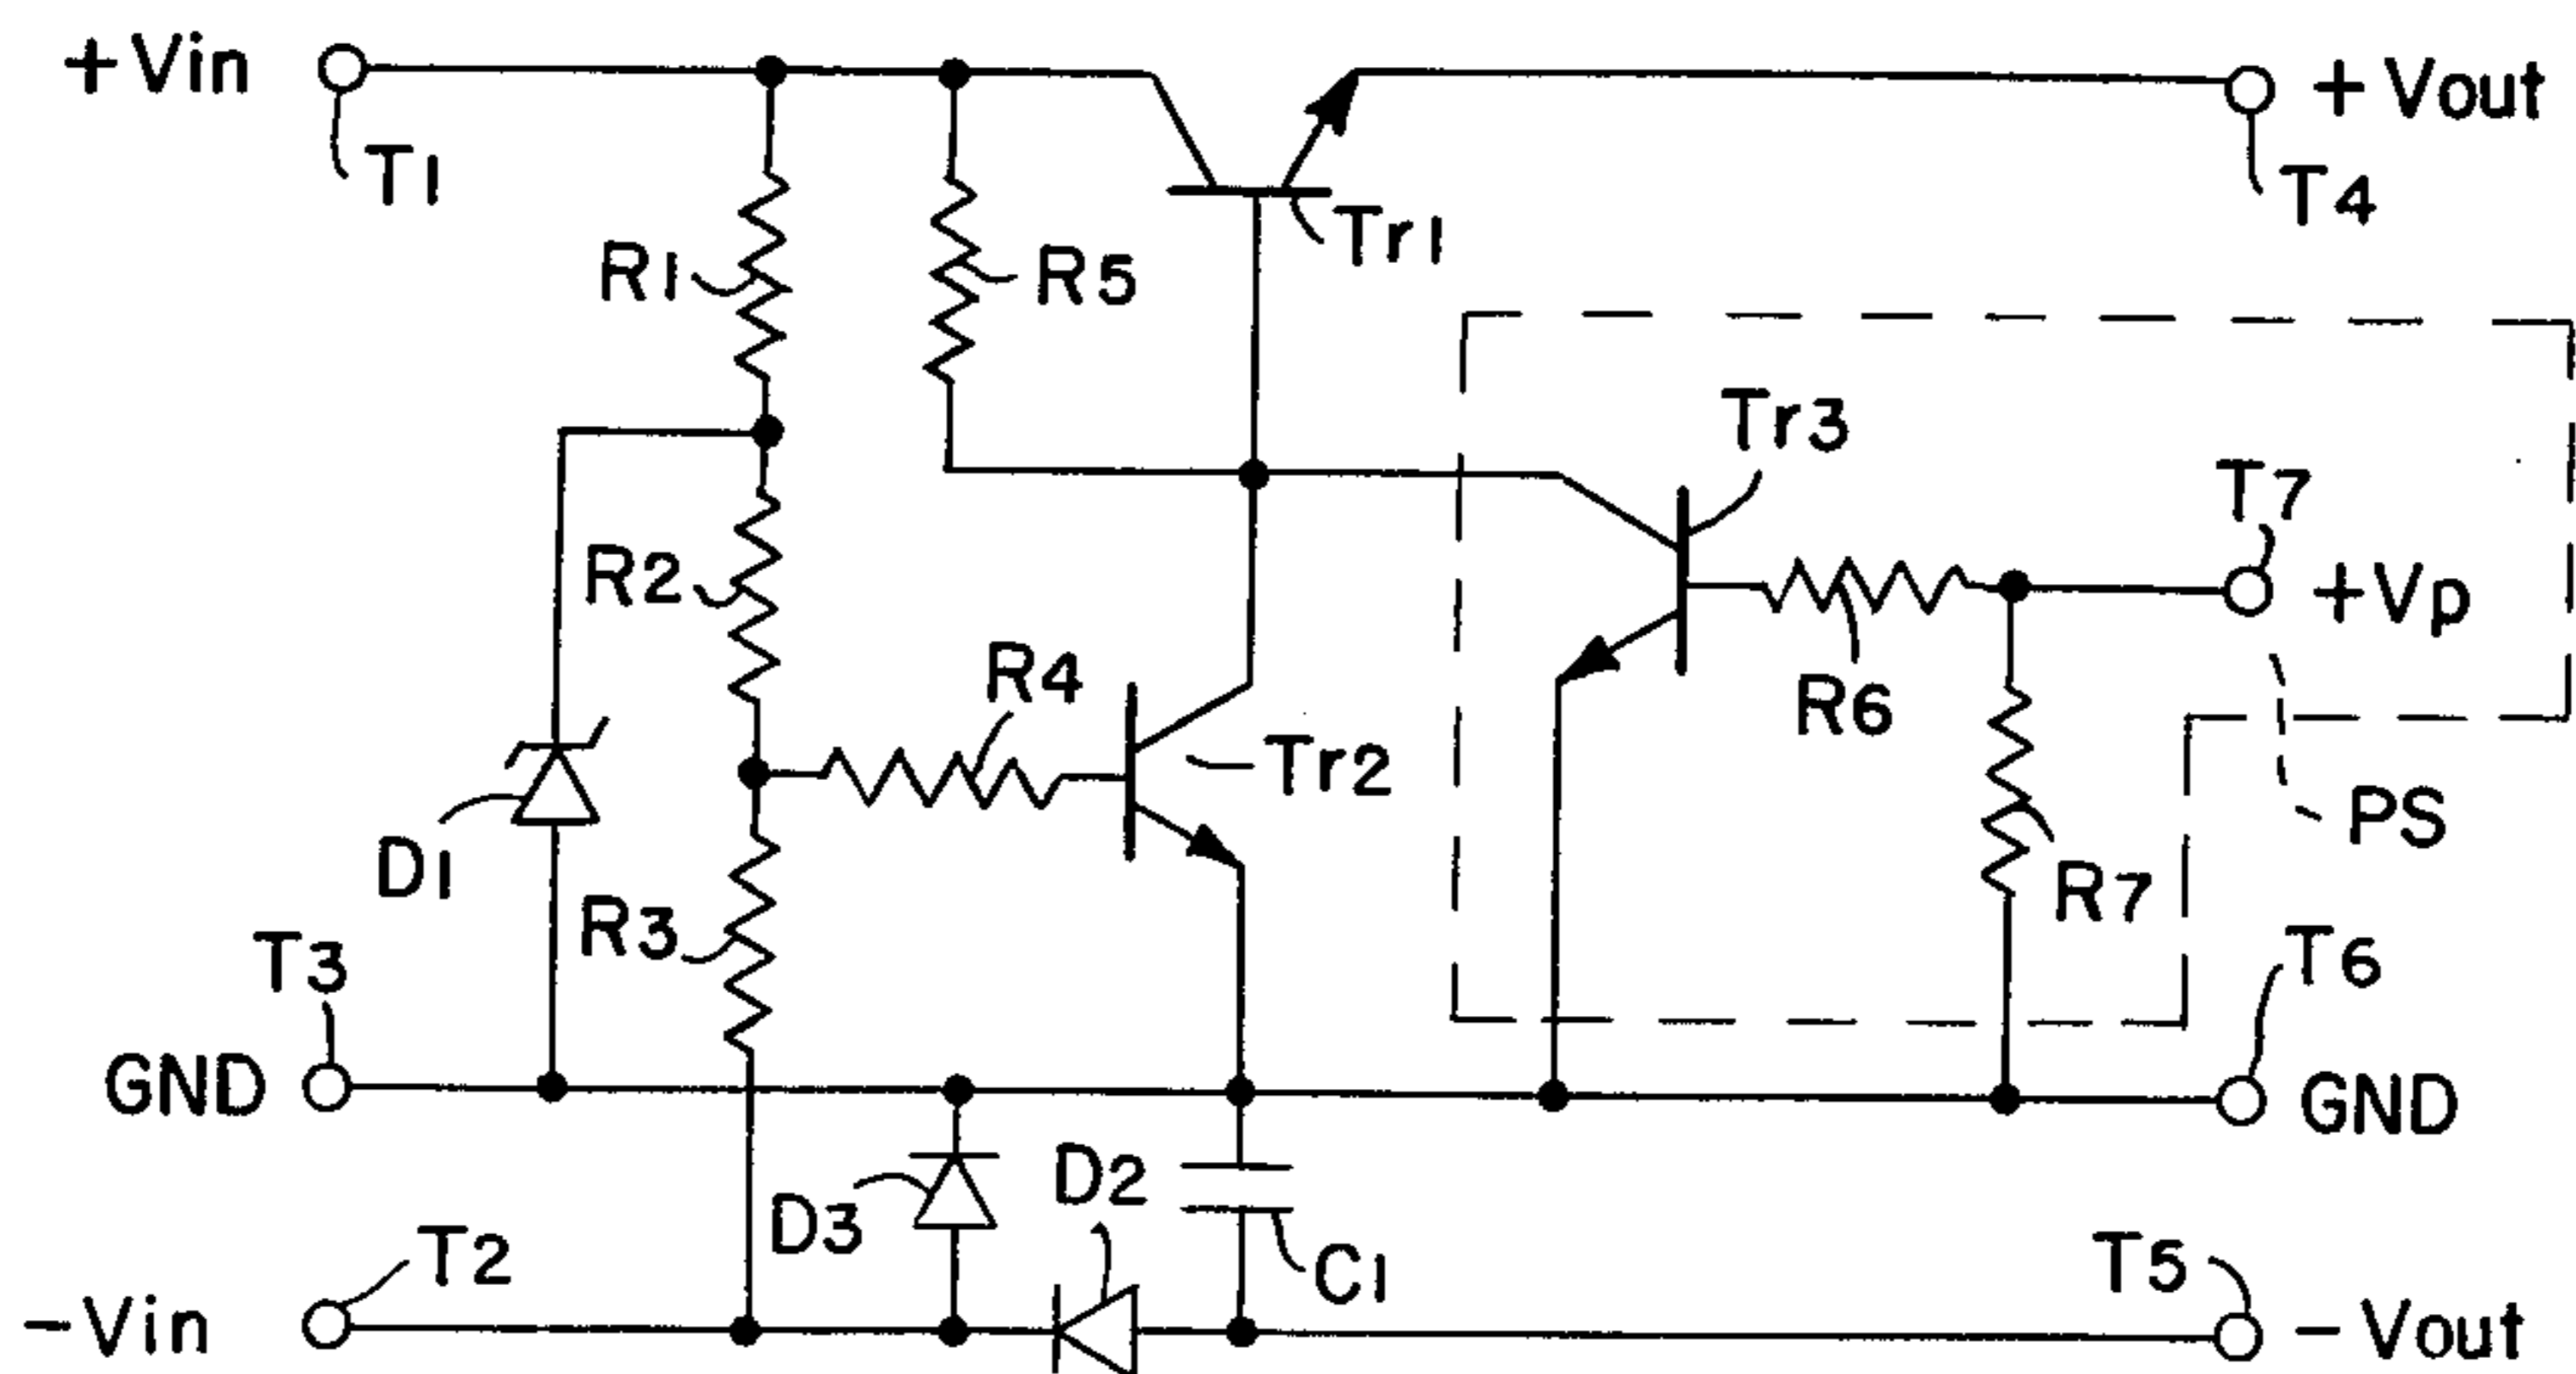 +Vin
T1
R1
R5
Tr1
+Vout
T4
Tr3
T7
+Vp
R2
R4
R6
Tr2
PS
D1
R3
R7
T3
T6
GND
GND
D3
D2
C1
T2
T5
-Vin
-Vout